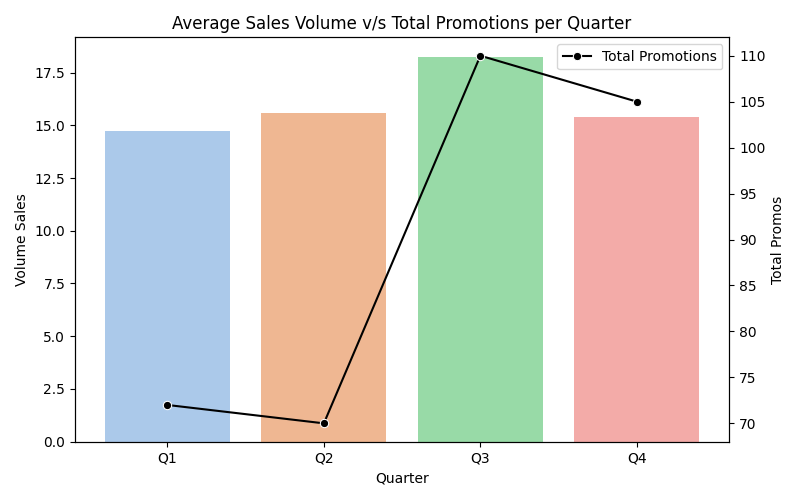 Average Sales Volume v/s Total Promotions per Quarter
Total Promotions
17.5
15.0
12.5
10.0
7.5
5.0
2.5
0.0
Volume Sales
110
105
100
95
90
85
80
75
70
Total Promos
Q1 Q2 Q3 Q4
Quarter